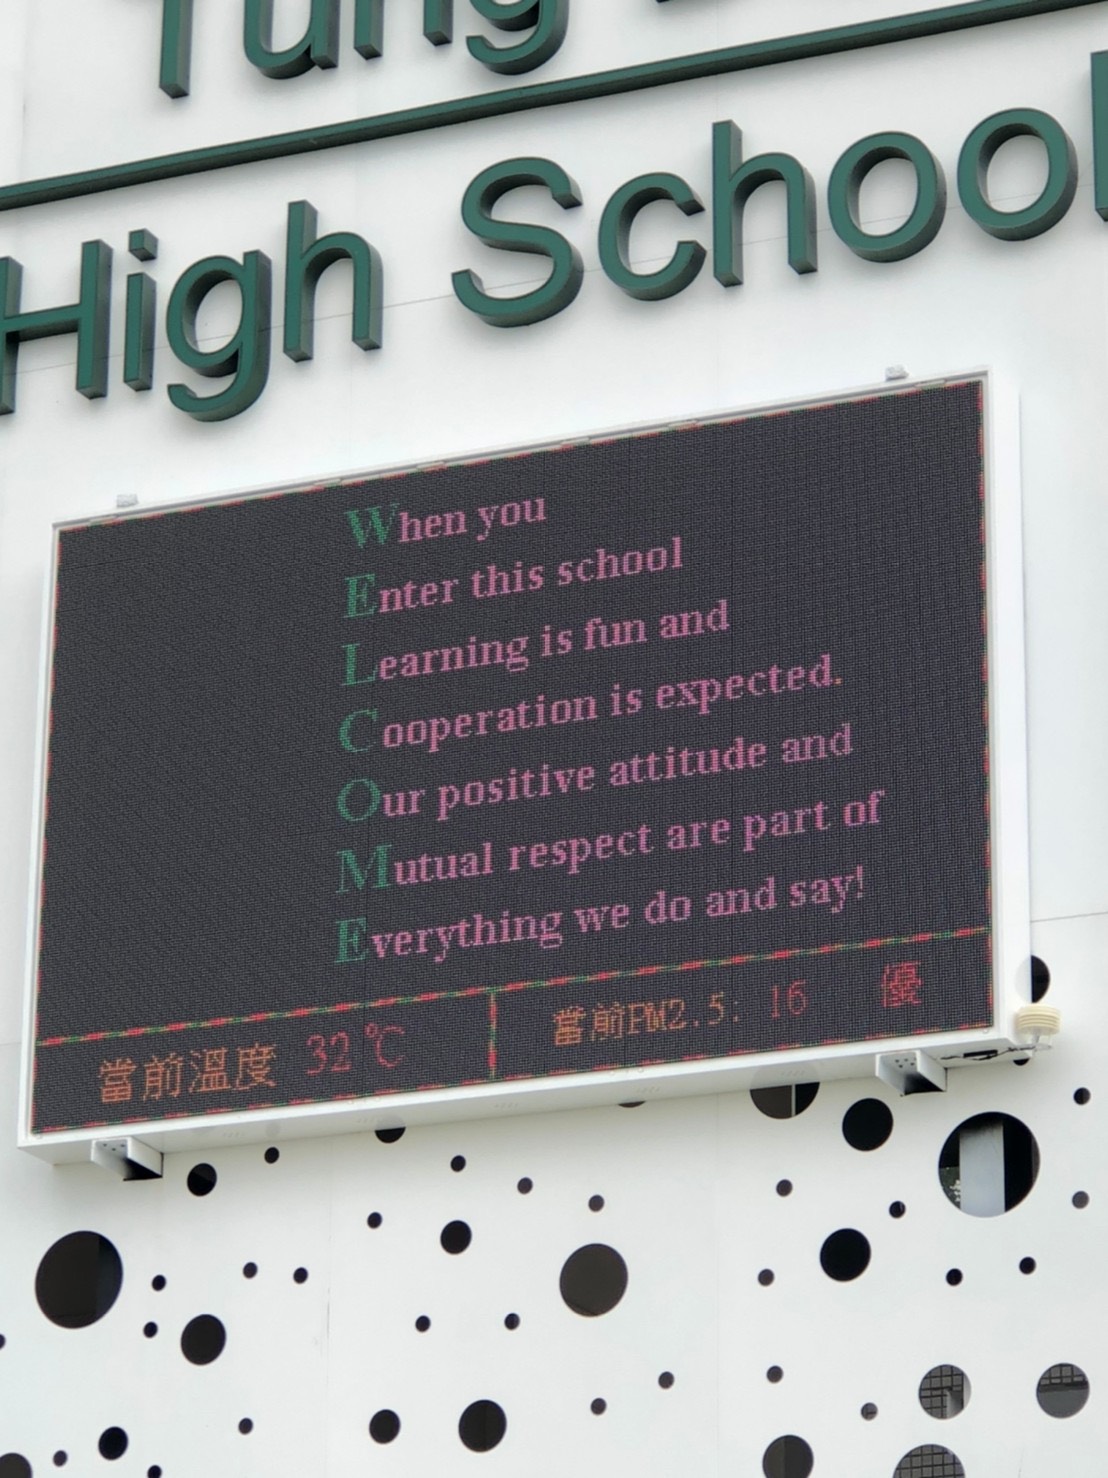 Tung
High School
When you
Enter this school
Learning is fun and
Cooperation is expected.
Our positive attitude and
Mutual respect are part of
Everything we do and say!
當前溫度 32℃
當前PM2.5: 16 優